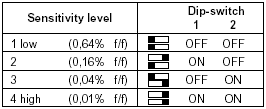 Sensitivity level Dip-switch
1 2
1 low (0,64% f/f) OFF OFF
2 (0,16% f/f) ON OFF
3 (0,04% f/f) OFF ON
4 high (0,01% f/f) ON ON